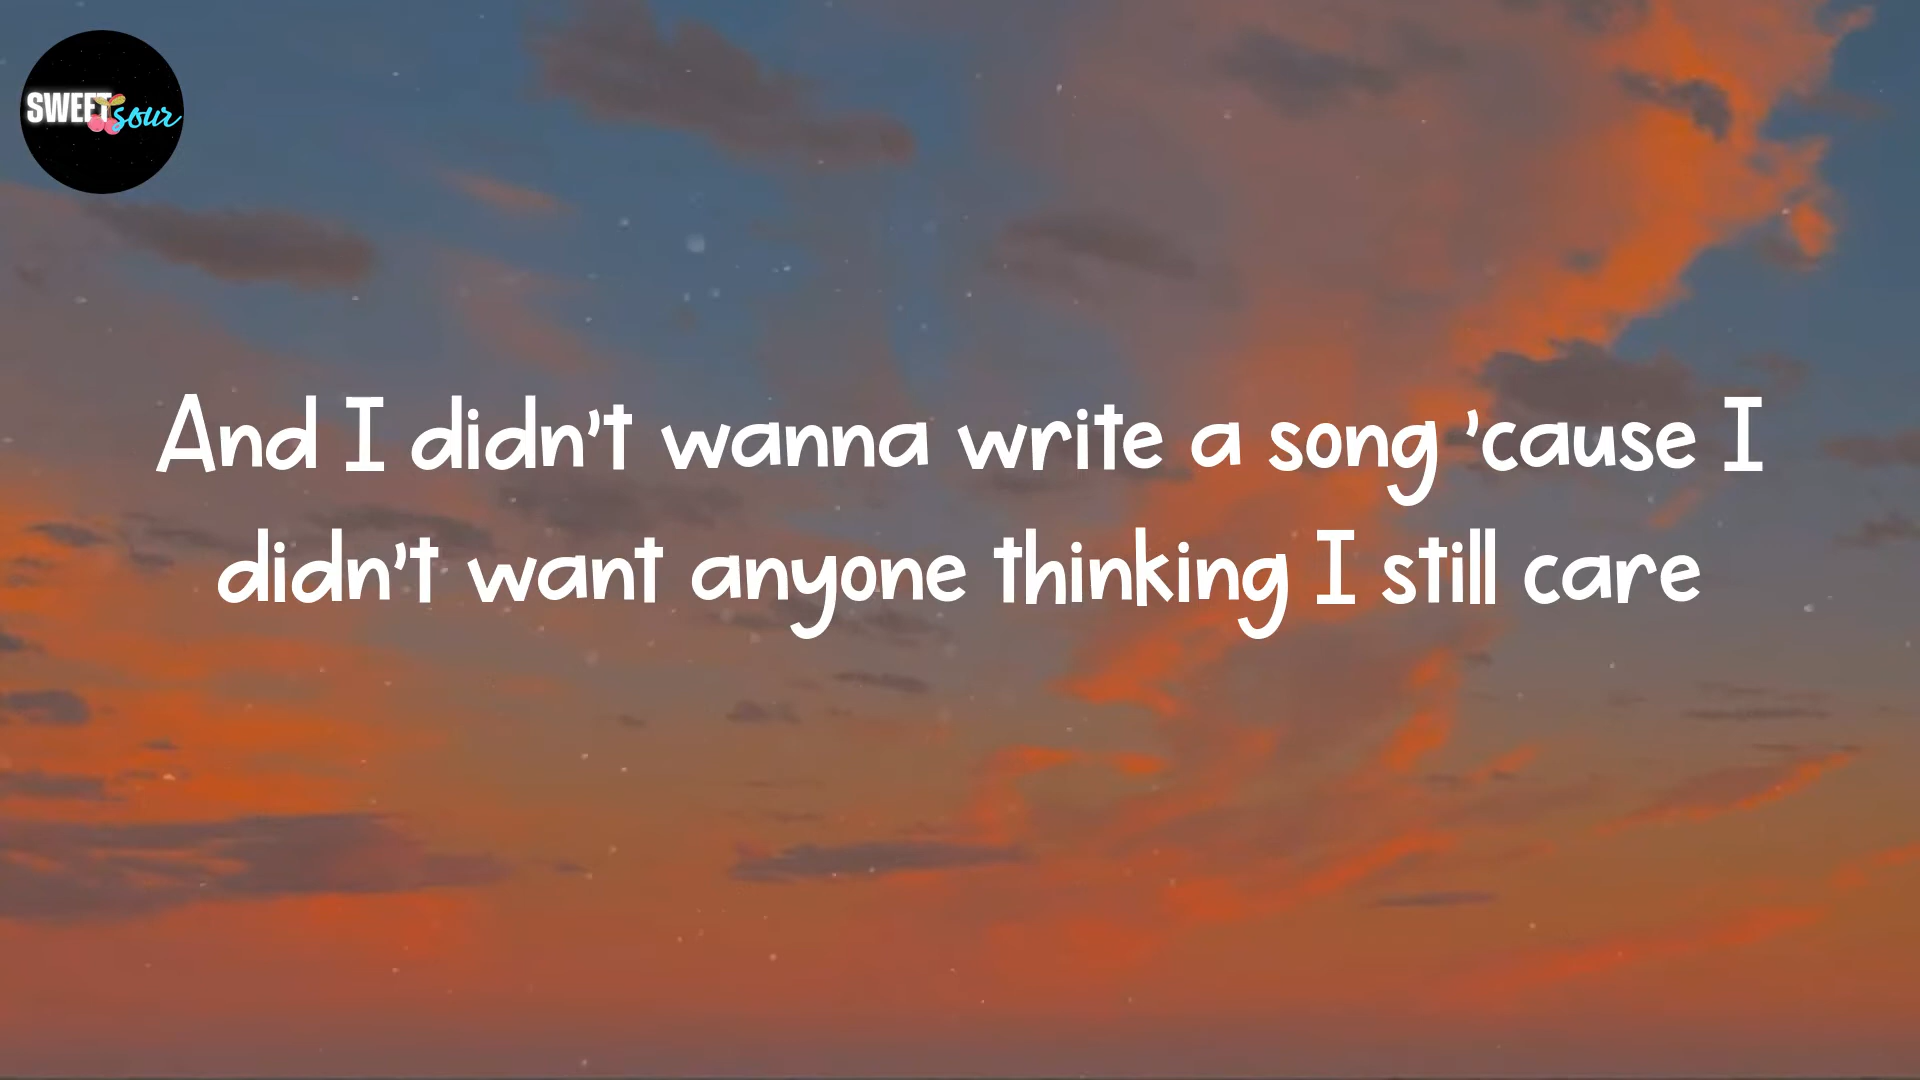 SWEET sour
And I didn't wanna write a song 'cause I
didn't want anyone thinking I still care